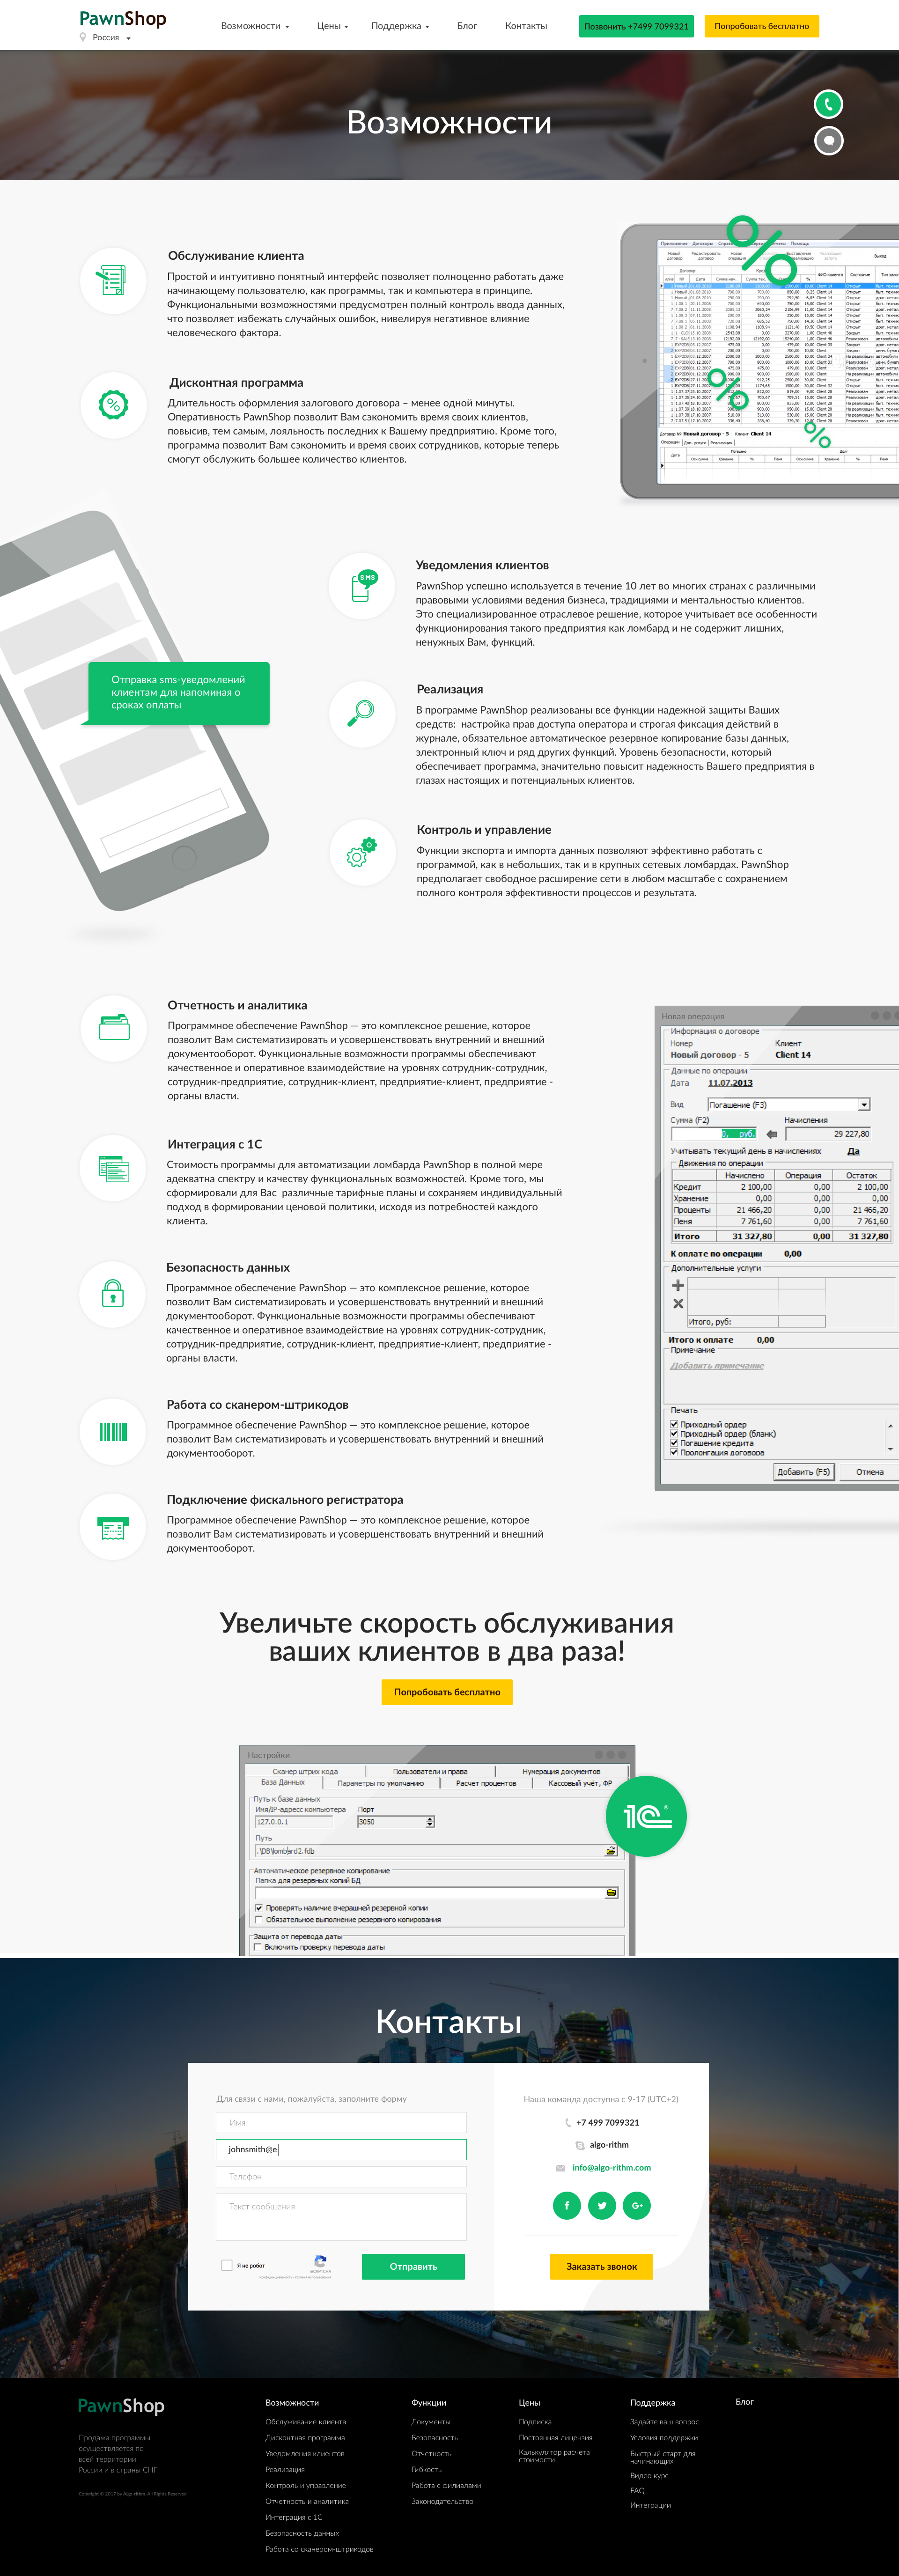 PawnShop
Россия
Возможности
Цены
Поддержка
Блог
Контакты
Позвонить +7499 7099321
Попробовать бесплатно
Возможности
Обслуживание клиента
Простой и интуитивно понятный интерфейс позволяет полноценно работать даже
начинающему пользователю, как программы, так и компьютера в принципе.
Функциональными возможностями предусмотрен полный контроль ввода данных,
что позволяет избежать случайных ошибок, нивелируя негативное влияние
человеческого фактора.
Дисконтная программа
Длительность оформления залогового договора – менее одной минуты.
Оперативность PawnShop позволит Вам сэкономить время своих клиентов,
повысив, тем самым, лояльность последних к Вашему предприятию. Кроме того,
программа позволит Вам сэкономить и время своих сотрудников, которые теперь
смогут обслужить большее количество клиентов.
Приложение Договоры
Помощь
Договор № Новый договор - 5 Клиент Client 14
SMS
Уведомления клиентов
PawnShop успешно используется в течение 10 лет во многих странах с различными
правовыми условиями ведения бизнеса, традициями и ментальностью клиентов.
Это специализированное отраслевое решение, которое учитывает все особенности
функционирования такого предприятия как ломбард и не содержит лишних,
ненужных Вам, функций.
Отправка sms-уведомлений
клиентам для напоминая о
сроках оплаты
Реализация
В программе PawnShop реализованы все функции надежной защиты Ваших
средств: настройка прав доступа оператора и строгая фиксация действий в
журнале, обязательное автоматическое резервное копирование базы данных,
электронный ключ и ряд других функций. Уровень безопасности, который
обеспечивает программа, значительно повысит надежность Вашего предприятия в
глазах настоящих и потенциальных клиентов.
Контроль и управление
Функции экспорта и импорта данных позволяют эффективно работать с
программой, как в небольших, так и в крупных сетевых ломбардах. PawnShop
предполагает свободное расширение сети в любом масштабе с сохранением
полного контроля эффективности процессов и результата.
Отчетность и аналитика
Программное обеспечение PawnShop — это комплексное решение, которое
позволит Вам систематизировать и усовершенствовать внутренний и внешний
документооборот. Функциональные возможности программы обеспечивают
качественное и оперативное взаимодействие на уровнях сотрудник-сотрудник,
сотрудник-предприятие, сотрудник-клиент, предприятие-клиент, предприятие -
органы власти.
Интеграция с 1С
Стоимость программы для автоматизации ломбарда PawnShop в полной мере
адекватна спектру и качеству функциональных возможностей. Кроме того, мы
сформировали для Вас различные тарифные планы и сохраняем индивидуальный
подход в формировании ценовой политики, исходя из потребностей каждого
клиента.
Безопасность данных
Программное обеспечение PawnShop — это комплексное решение, которое
позволит Вам систематизировать и усовершенствовать внутренний и внешний
документооборот. Функциональные возможности программы обеспечивают
качественное и оперативное взаимодействие на уровнях сотрудник-сотрудник,
сотрудник-предприятие, сотрудник-клиент, предприятие-клиент, предприятие -
органы власти.
Работа со сканером-штрикодов
Программное обеспечение PawnShop — это комплексное решение, которое
позволит Вам систематизировать и усовершенствовать внутренний и внешний
документооборот.
Подключение фискального регистратора
Программное обеспечение PawnShop — это комплексное решение, которое
позволит Вам систематизировать и усовершенствовать внутренний и внешний
документооборот.
Новая операция
Информация о договоре
Номер Клиент
Новый договор - 5 Client 14
Данные по операции
Дата 11.07.2013
Вид Погашение (F3)
Сумма (F2) Начисления
0, руб. 29 227,80
Учитывать текущий день в начислениях Да
Движения по операции
Начислено Операция Остаток
Кредит 2 100,00 0,00 2 100,00
Хранение 0,00 0,00 0,00
Проценты 21 466,20 0,00 21 466,20
Пеня 7 761,60 0,00 7 761,60
Итого 31 327,80 0,00 31 327,80
К оплате по операции 0,00
Дополнительные услуги
Итого, руб:
Итого к оплате 0,00
Примечание
Добавить примечание
Печать
Приходный ордер
Приходный ордер (бланк)
Погашение кредита
Пролонгация договора
Добавить (F5) Отмена
Увеличьте скорость обслуживания
ваших клиентов в два раза!
Попробовать бесплатно
Настройки
Сканер штрих кода Пользователи и права Нумерация документов
База Данных Параметры по умолчанию Расчет процентов Кассовый учёт, ФР
Путь к базе данных
Имя/IP-адресс компьютера Порт
127.0.0.1 3050
Путь
.\DB\lombard2.fdb
Автоматическое резервное копирование
Папка для резервных копий БД
Проверять наличие вчерашней резервной копии
Обязательное выполнение резервного копирования
Защита от перевода даты
Включить проверку перевода даты
1С®
Контакты
Для связи с нами, пожалуйста, заполните форму
Имя
johnsmith@e
Телефон
Текст сообщения
Я не робот
reCAPTCHA
Конфиденциальность - Условия использования
Отправить
Наша команда доступна с 9-17 (UTC+2)
+7 499 7099321
algo-rithm
info@algo-rithm.com
f
G+
Заказать звонок
PawnShop
Продажа программы
осуществляется по
всей территории
России и в страны СНГ
Copyright © 2017 by Algo-rithm. All Rights Reserved
Возможности
Обслуживание клиента
Дисконтная программа
Уведомления клиентов
Реализация
Контроль и управление
Отчетность и аналитика
Интеграция с 1С
Безопасность данных
Работа со сканером-штрикодов
Функции
Документы
Безопасность
Отчетность
Гибкость
Работа с филиалами
Законодательство
Цены
Подписка
Постоянная лицензия
Калькулятор расчета
стоимости
Поддержка
Задайте ваш вопрос
Условия поддержки
Быстрый старт для
начинающих
Видео курс
FAQ
Интеграции
Блог